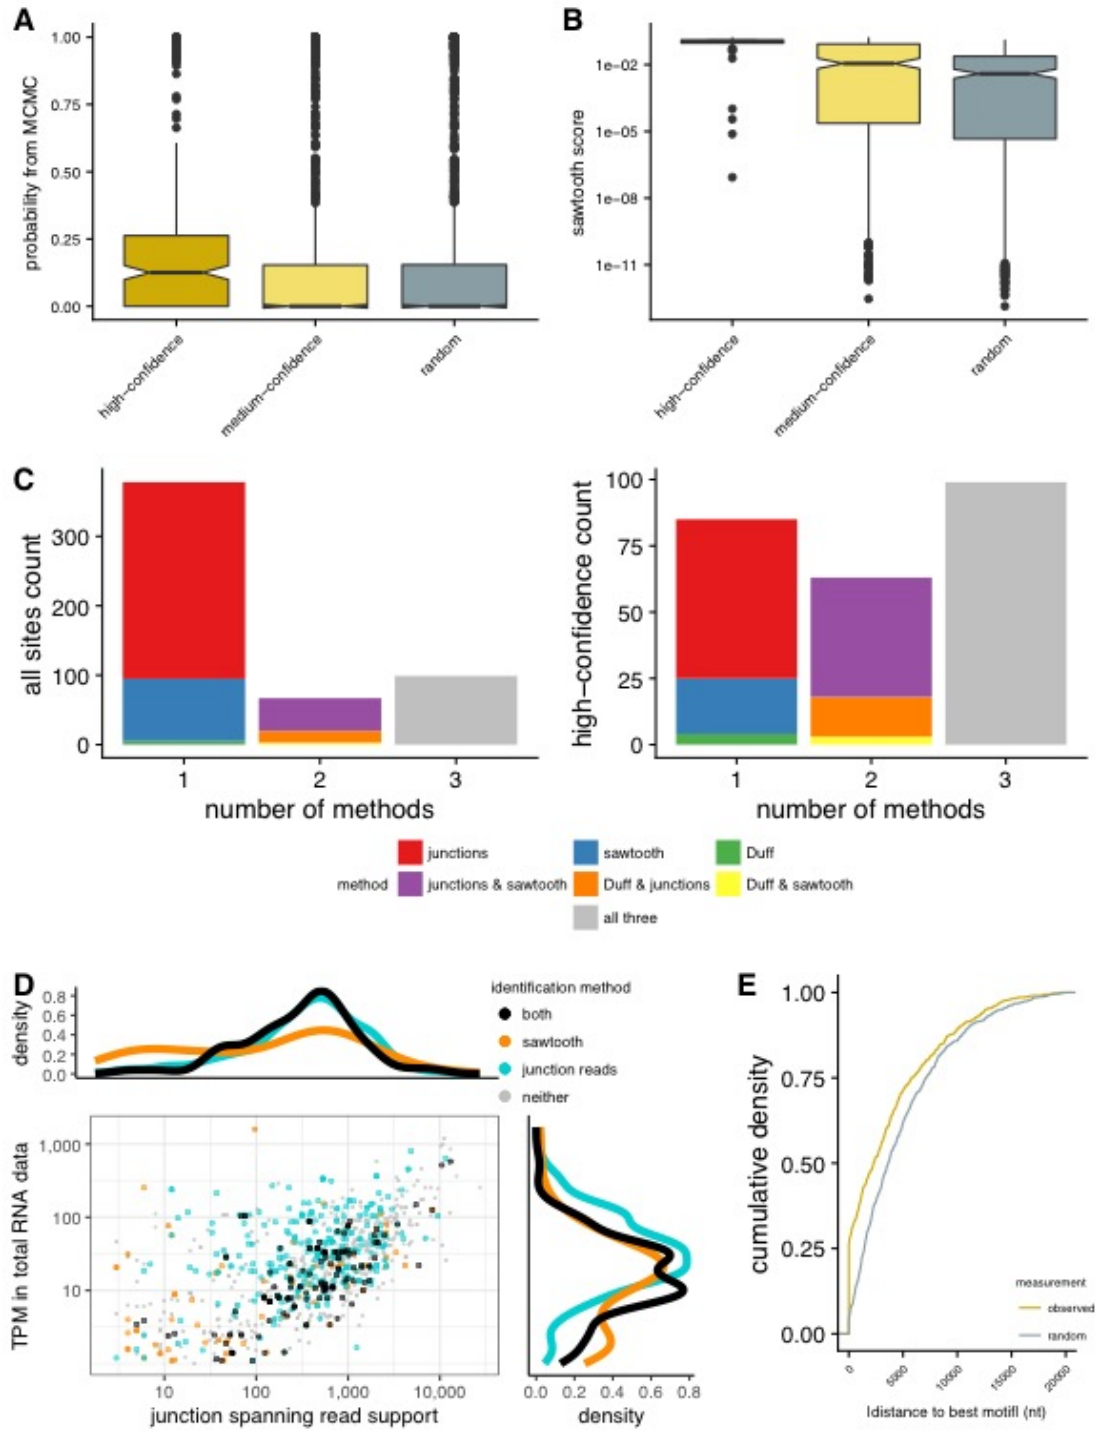 A
probability from MCMC
1.00
0.75
0.50
0.25
0.00
high-confidence
medium-confidence
random
B
sawtooth score
1e-02
1e-05
1e-08
1e-11
high-confidence
medium-confidence
random
C
all sites count
300
200
100
0
1
2
3
number of methods
high-confidence count
100
75
50
25
0
1
2
3
number of methods
junctions
sawtooth
Duff
method
junctions & sawtooth
Duff & junctions
Duff & sawtooth
all three
D
density
0.8
0.6
0.4
0.2
0.0
identification method
both
sawtooth
junction reads
neither
TPM in total RNA data
1,000
100
10
10
100
1,000
10,000
junction spanning read support
0.0
0.2
0.4
0.6
0.8
density
E
cumulative density
1.00
0.75
0.50
0.25
0.00
measurement
observed
random
0
5000
10000
15000
20000
|distance to best motif| (nt)